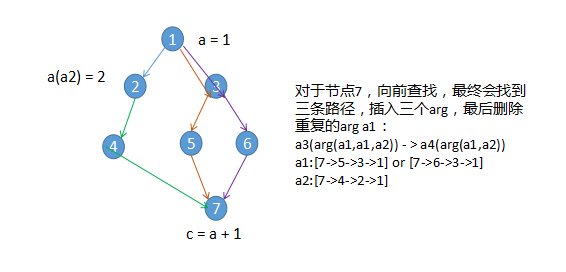 1
a = 1
a(a2) = 2
2
3
4
5
6
7
c = a + 1
对于节点7，向前查找，最终会找到
三条路径，插入三个arg，最后删除
重复的arg a1：
a3(arg(a1,a1,a2)) - > a4(arg(a1,a2))
a1:[7->5->3->1] or [7->6->3->1]
a2:[7->4->2->1]